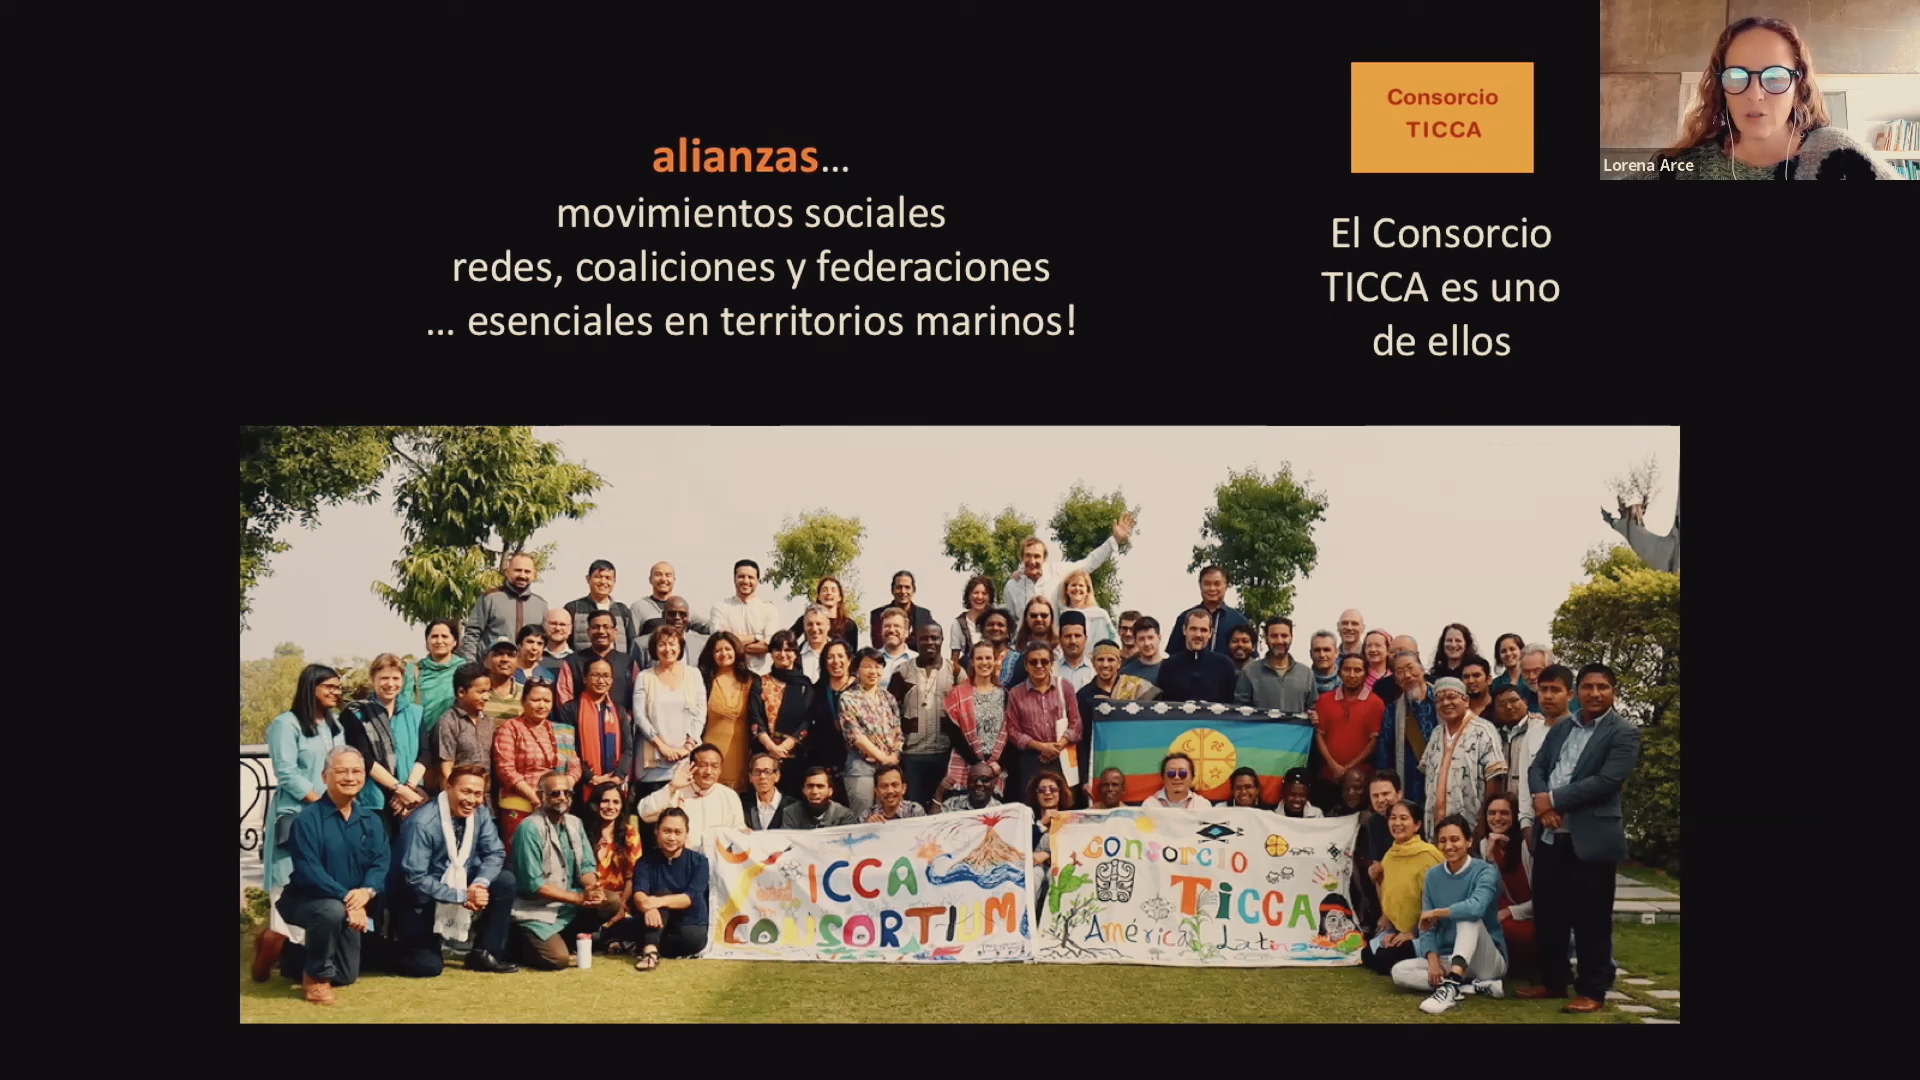 alianzas...
movimientos sociales
redes, coaliciones y federaciones
... esenciales en territorios marinos!
Consorcio
TICCA
El Consorcio
TICCA es uno
de ellos
Lorena Arce
ICCA
CONSORTIUM
consorcio
TICCA
América Latina